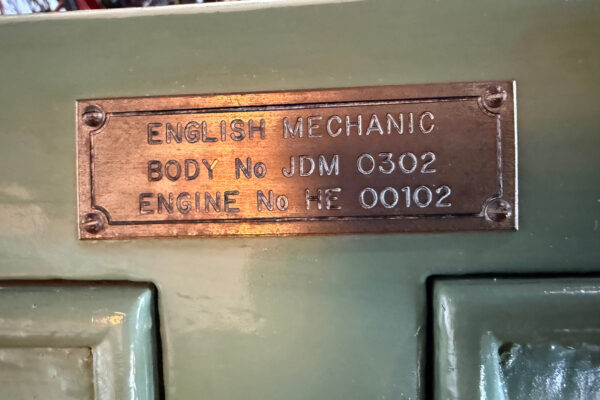 ENGLISH MECHANIC
BODY No JDM 0302
ENGINE No HE 00102